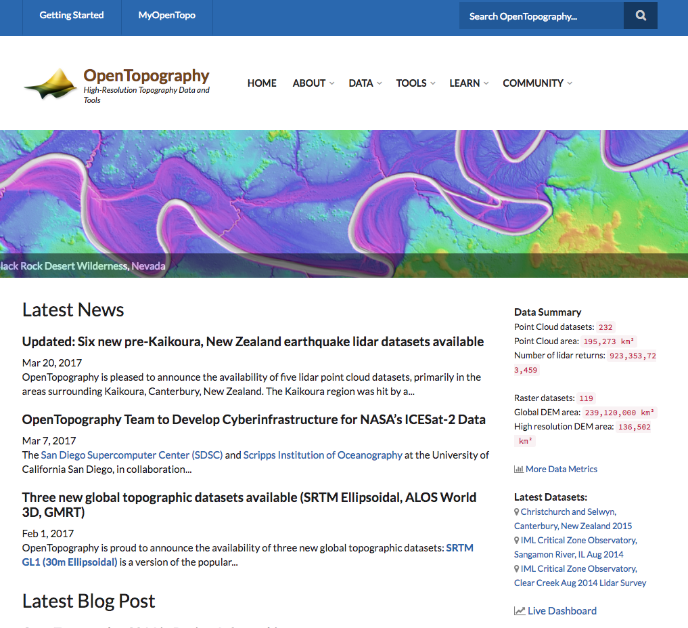 Getting Started MyOpenTopo Search OpenTopography...
OpenTopography
High-Resolution Topography Data and
Tools
HOME ABOUT DATA TOOLS LEARN COMMUNITY
lack Rock Desert Wilderness, Nevada
Latest News
Updated: Six new pre-Kaikoura, New Zealand earthquake lidar datasets available
Mar 20, 2017
OpenTopography is pleased to announce the availability of five lidar point cloud datasets, primarily in the
areas surrounding Kaikoura, Canterbury, New Zealand. The Kaikoura region was hit by a...
OpenTopography Team to Develop Cyberinfrastructure for NASA's ICESat-2 Data
Mar 7, 2017
The San Diego Supercomputer Center (SDSC) and Scripps Institution of Oceanography at the University of
California San Diego, in collaboration...
Three new global topographic datasets available (SRTM Ellipsoidal, ALOS World
3D, GMRT)
Feb 1, 2017
OpenTopography is proud to announce the availability of three new global topographic datasets: SRTM
GL1 (30m Ellipsoidal) is a version of the popular...
Latest Blog Post
Data Summary
Point Cloud datasets: 232
Point Cloud area: 195,273 km²
Number of lidar returns: 923,353,72
3,459
Raster datasets: 119
Global DEM area: 239,120,000 km²
High resolution DEM area: 136,502
km²
More Data Metrics
Latest Datasets:
Christchurch and Selwyn,
Canterbury, New Zealand 2015
IML Critical Zone Observatory,
Sangamon River, IL Aug 2014
IML Critical Zone Observatory,
Clear Creek Aug 2014 Lidar Survey
Live Dashboard